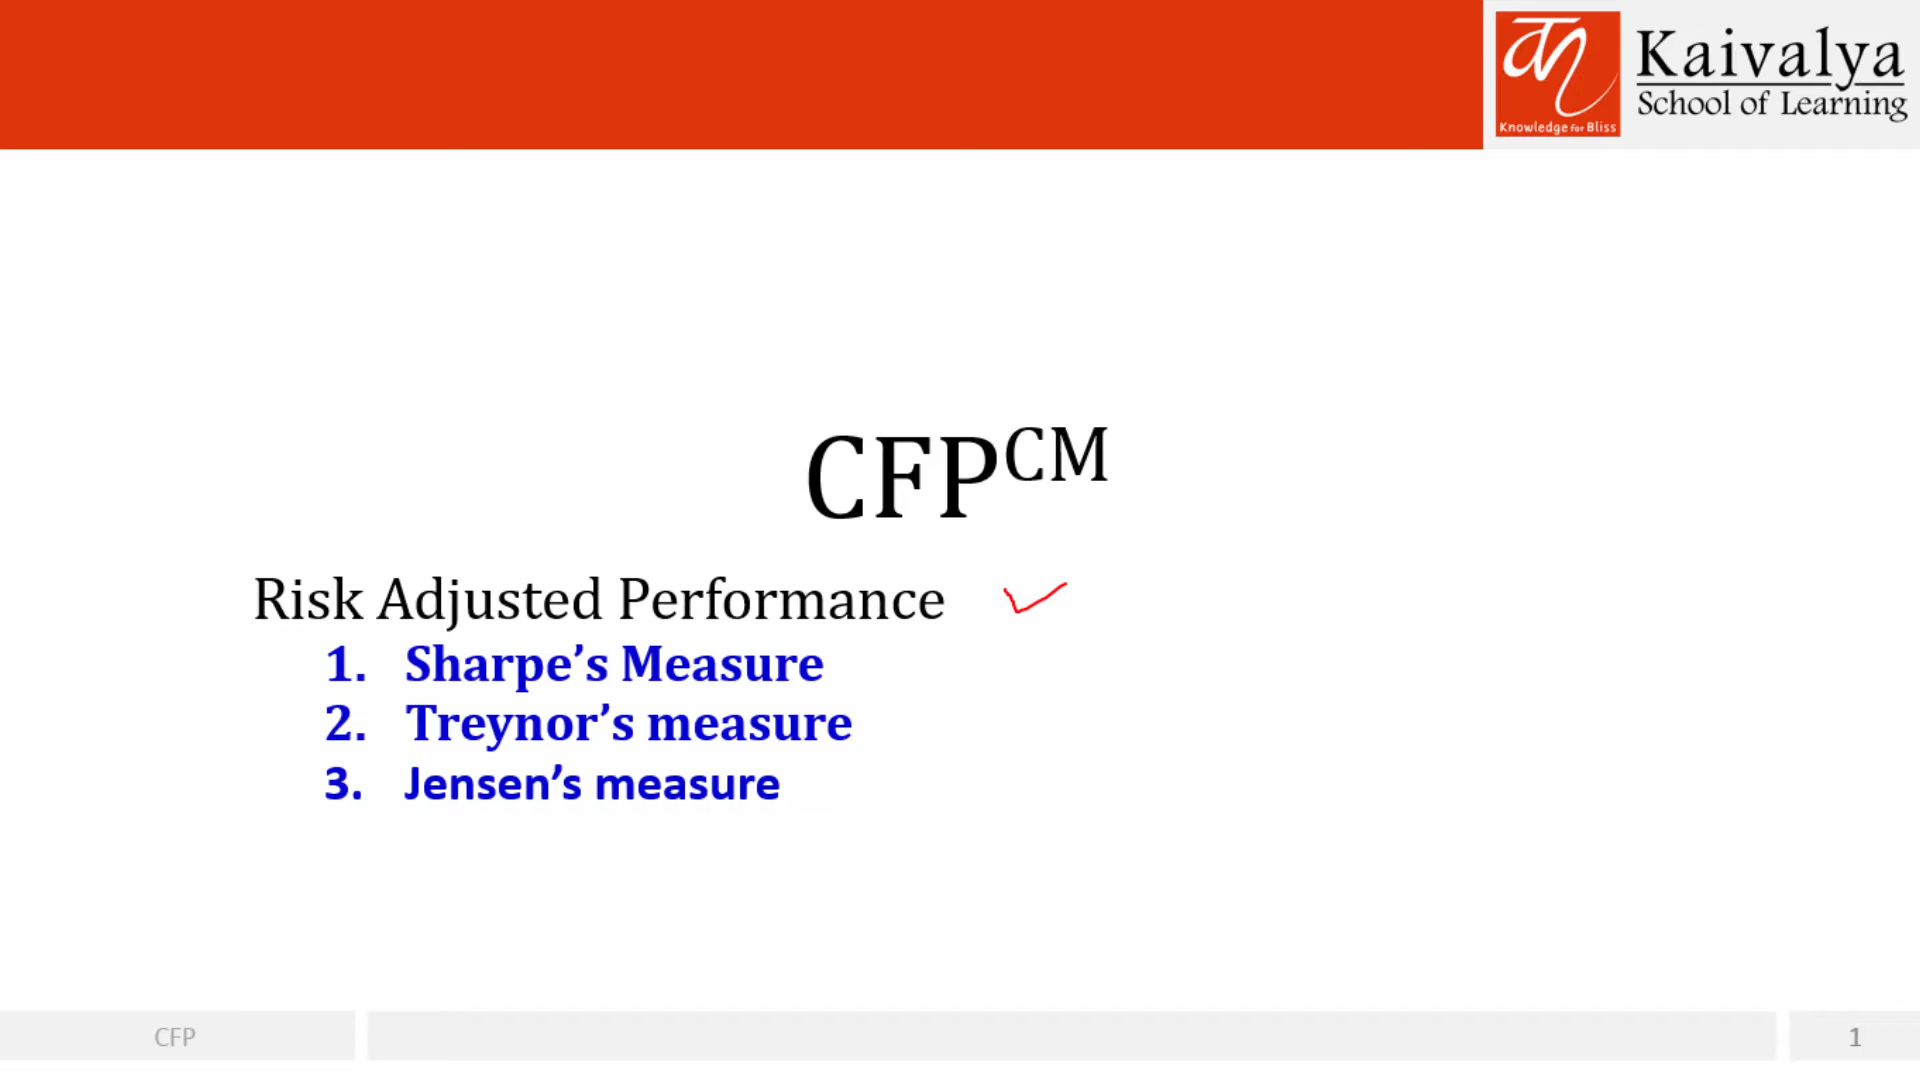 Kaivalya
School of Learning
Knowledge for Bliss
CFPCM
Risk Adjusted Performance
1. Sharpe’s Measure
2. Treynor’s measure
3. Jensen’s measure
CFP
1